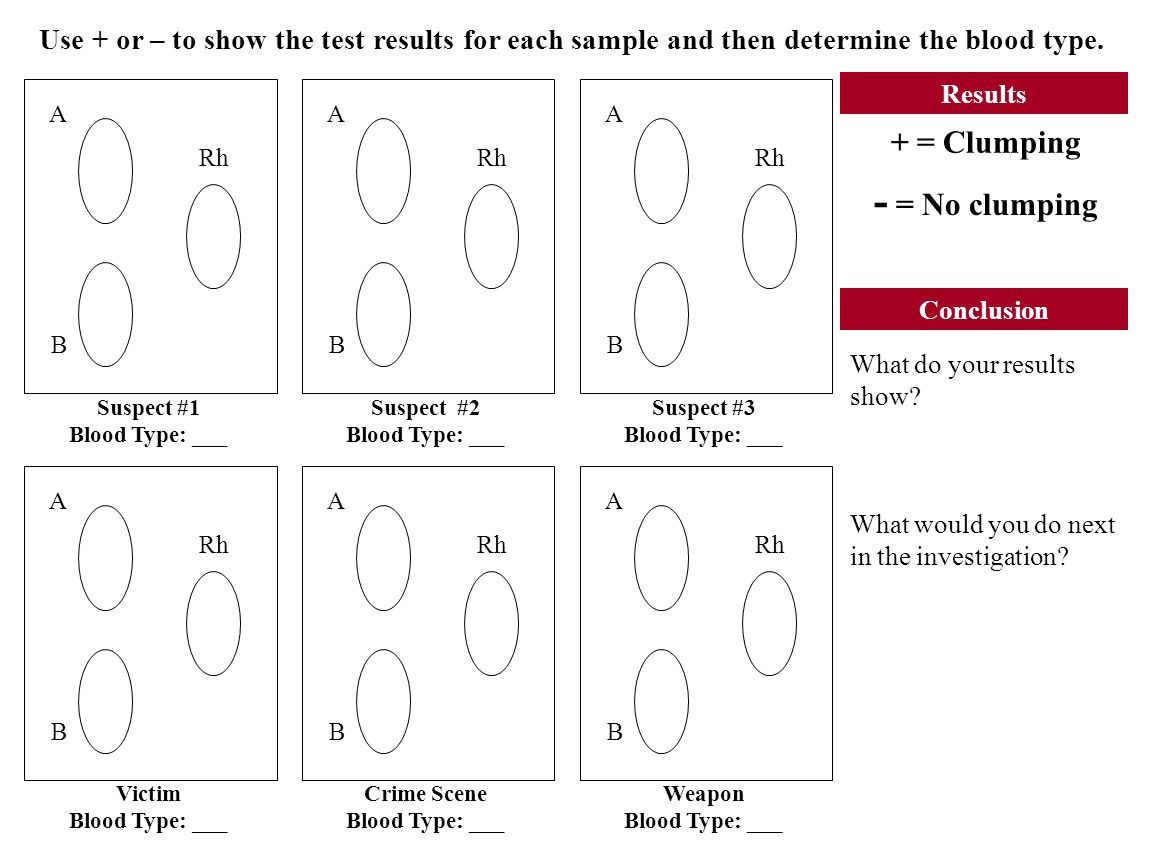 Use + or – to show the test results for each sample and then determine the blood type.
A
Rh
B
Suspect #1
Blood Type: ___
A
Rh
B
Suspect #2
Blood Type: ___
A
Rh
B
Suspect #3
Blood Type: ___
Results
+ = Clumping
- = No clumping
Conclusion
What do your results
show?
What would you do next
in the investigation?
A
Rh
B
Victim
Blood Type: ___
A
Rh
B
Crime Scene
Blood Type: ___
A
Rh
B
Weapon
Blood Type: ___